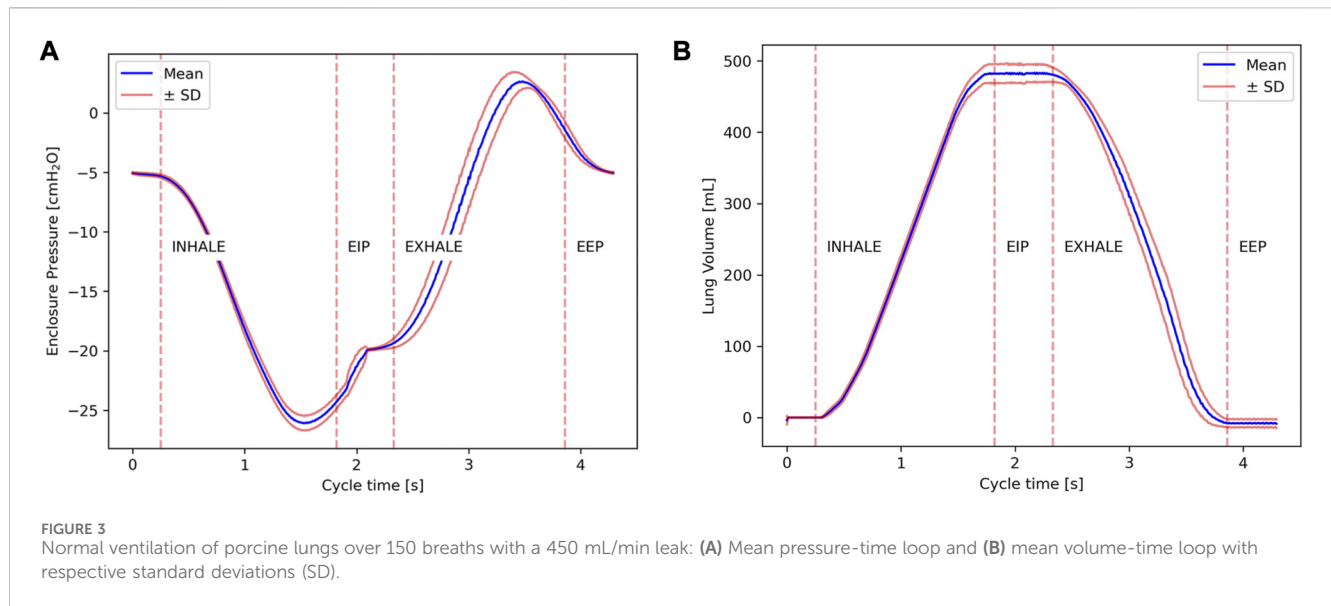 A
Mean
± SD
0
−5
−10
−15
−20
−25
Enclosure Pressure [cmH₂O]
INHALE
EIP
EXHALE
EEP
0
1
2
3
4
Cycle time [s]
B
Mean
± SD
500
400
300
200
100
0
Lung Volume [mL]
INHALE
EIP
EXHALE
EEP
0
1
2
3
4
Cycle time [s]
FIGURE 3
Normal ventilation of porcine lungs over 150 breaths with a 450 mL/min leak: (A) Mean pressure-time loop and (B) mean volume-time loop with
respective standard deviations (SD).